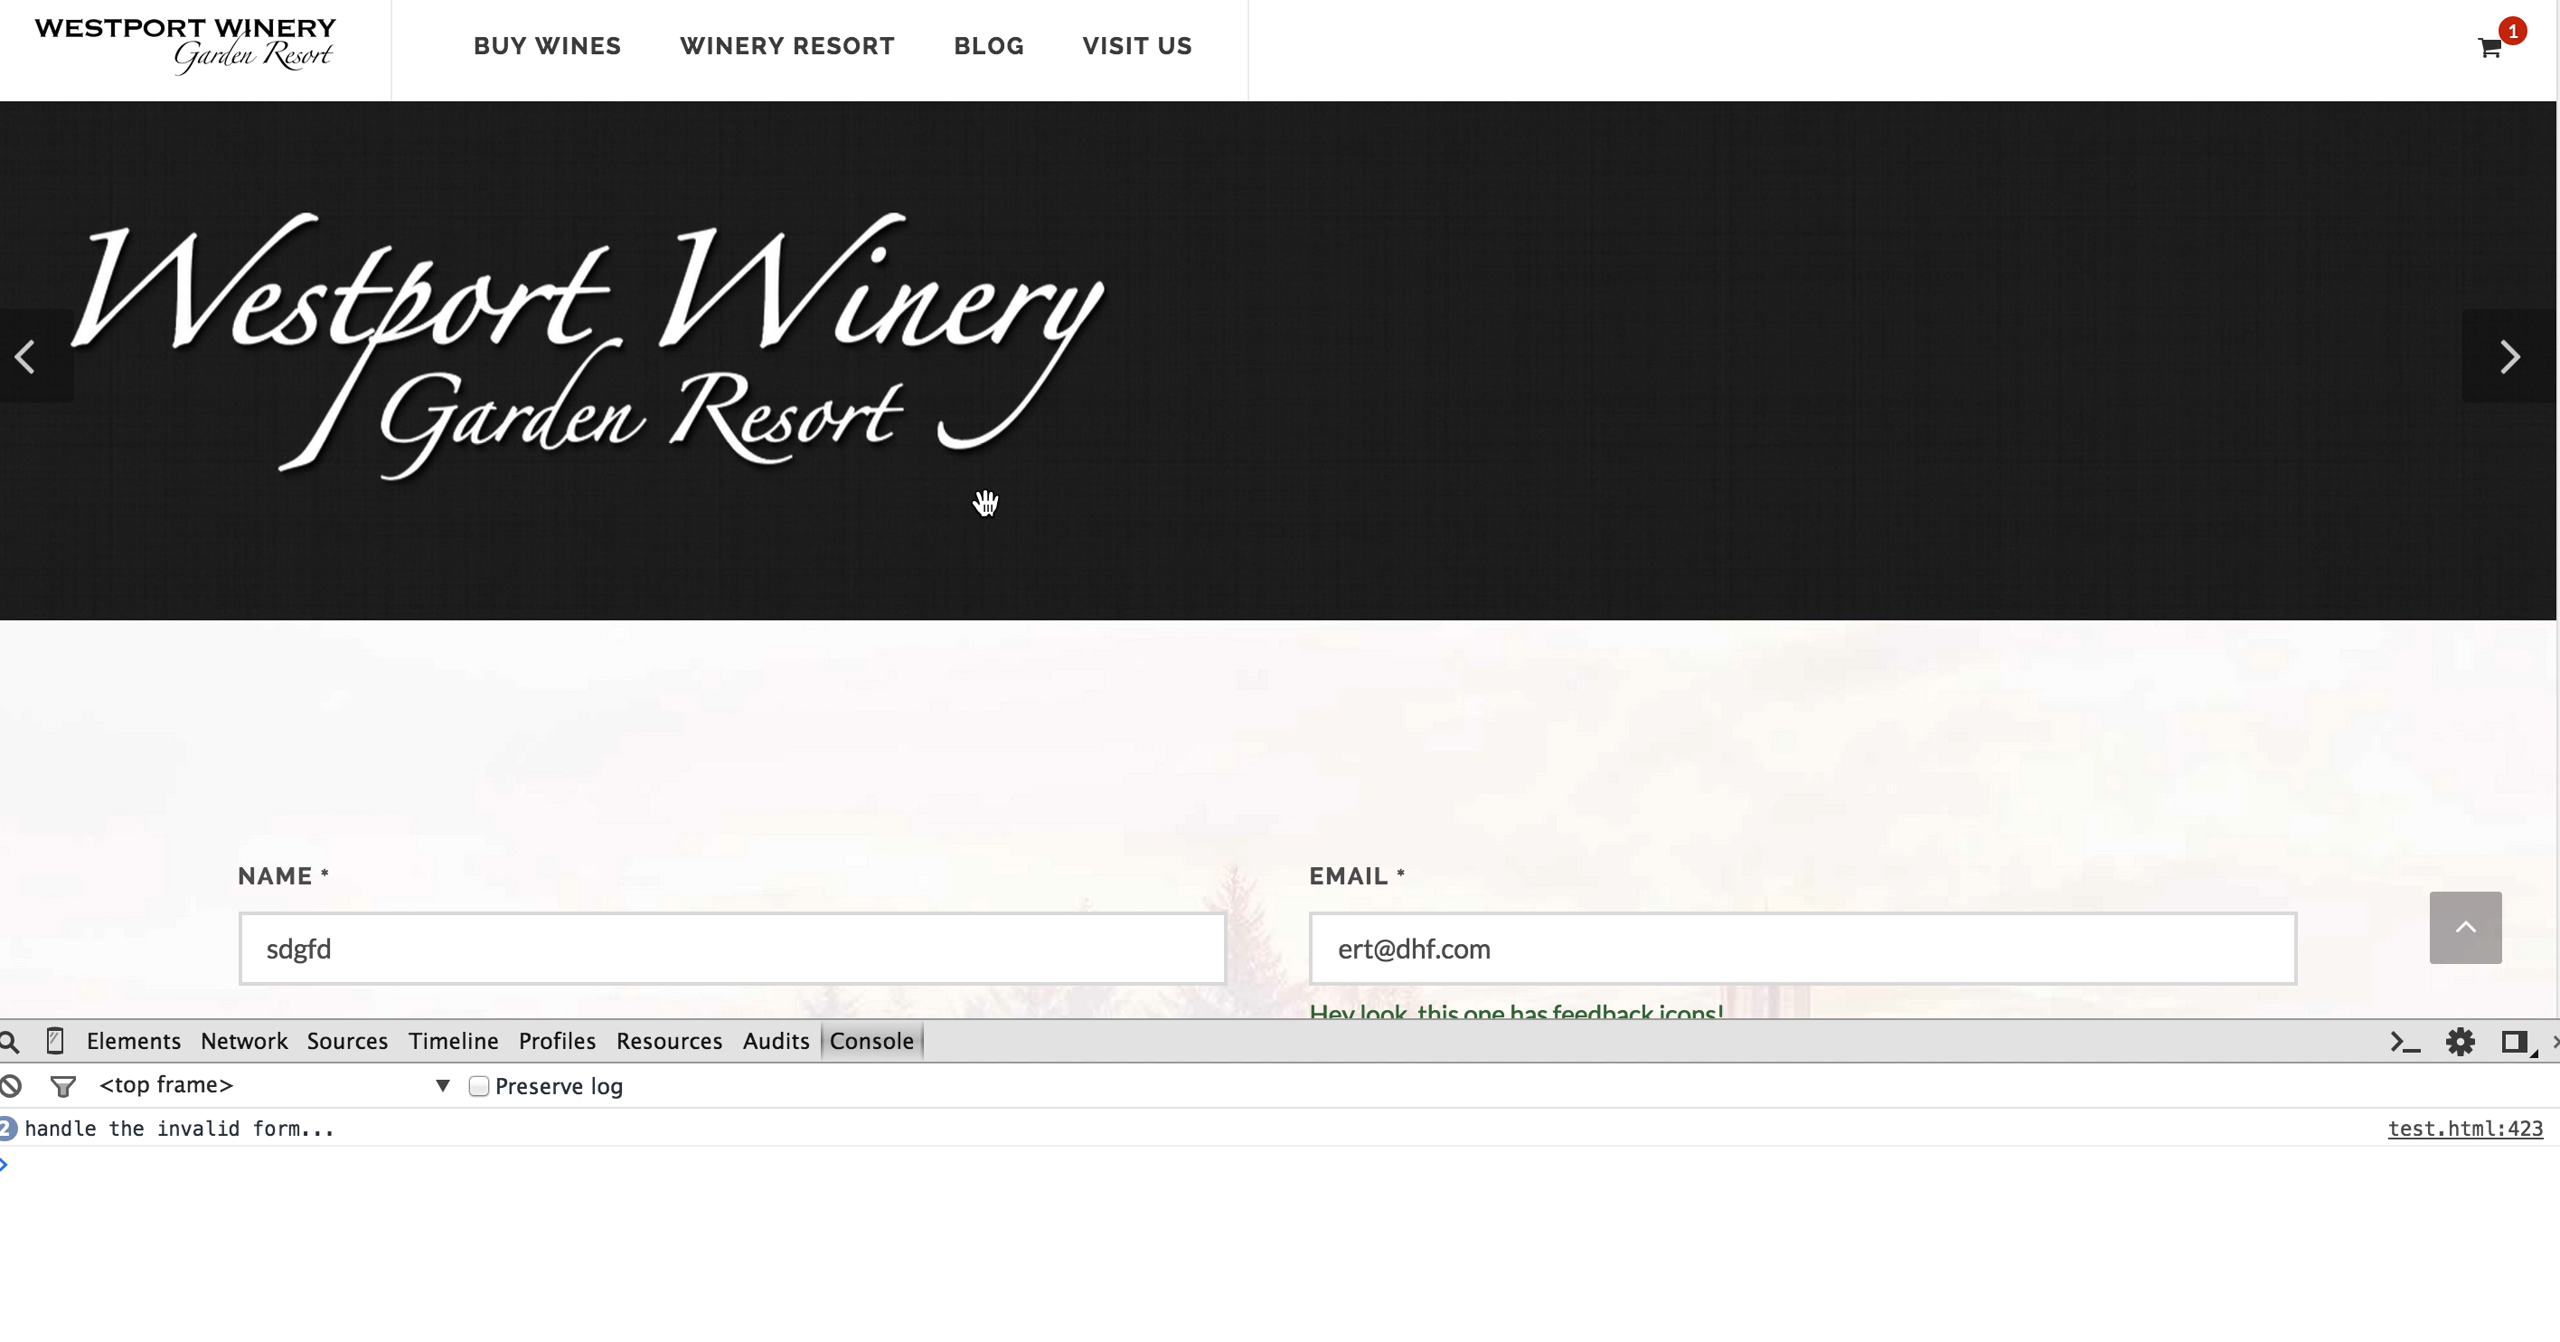 WESTPORT WINERY
Garden Resort
BUY WINES WINERY RESORT BLOG VISIT US
1
Westport Winery
Garden Resort
NAME * EMAIL *
sdgfd ert@dhf.com
Hey look, this one has feedback icons!
Elements Network Sources Timeline Profiles Resources Audits Console
<top frame> ▼ Preserve log
2 handle the invalid form... test.html:423